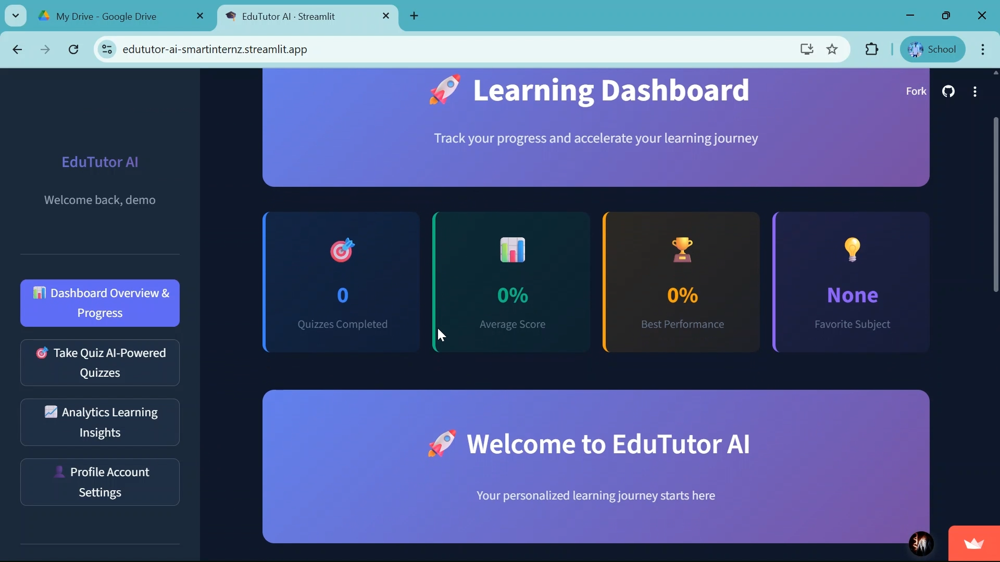 My Drive - Google Drive
EduTutor AI · Streamlit
edututor-ai-smartinternz.streamlit.app
School
Fork
EduTutor AI
Welcome back, demo
Dashboard Overview &
Progress
Take Quiz AI-Powered
Quizzes
Analytics Learning
Insights
Profile Account
Settings
Learning Dashboard
Track your progress and accelerate your learning journey
0
Quizzes Completed
0%
Average Score
0%
Best Performance
None
Favorite Subject
Welcome to EduTutor AI
Your personalized learning journey starts here